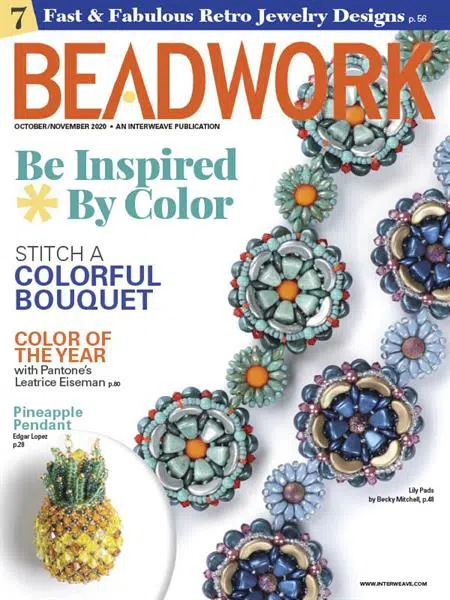 7 Fast & Fabulous Retro Jewelry Designs p. 56
BEADWORK
OCTOBER/NOVEMBER 2020 • AN INTERWEAVE PUBLICATION
Be Inspired
By Color
STITCH A
COLORFUL
BOUQUET
COLOR OF
THE YEAR
with Pantone's
Leatrice Eiseman p.80
Pineapple
Pendant
Edgar Lopez
p.28
Lily Pads
by Becky Mitchell, p.48
WWW.INTERWEAVE.COM